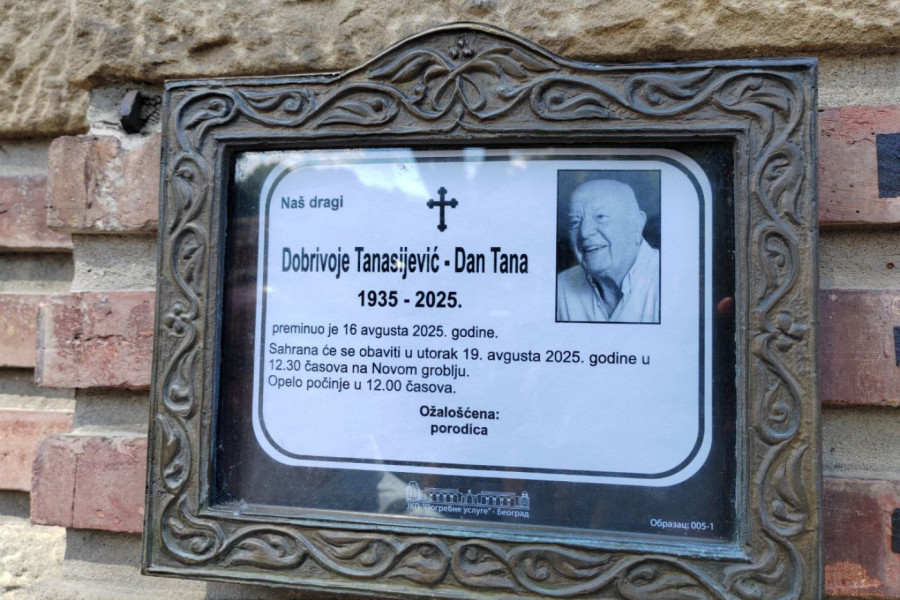 Naš dragi
Dobrivoje Tanasijević - Dan Tana
1935 - 2025.
preminuo je 16 avgusta 2025. godine.
Sahrana će se obaviti u utorak 19. avgusta 2025. godine u
12.30 časova na Novom groblju.
Opelo počinje u 12.00 časova.
Ožalošćena:
porodica
ЈКП "Погребне услуге" - Београд
Образац: 005-1